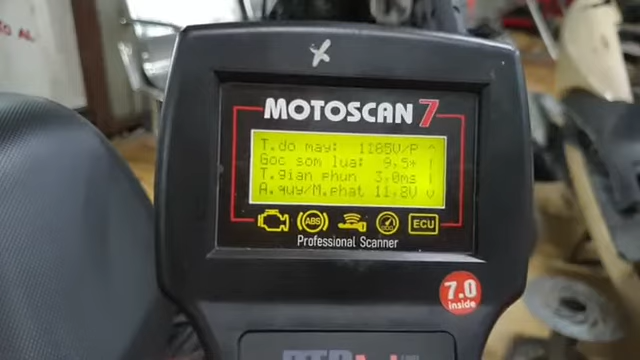 MOTOSCAN 7
T.do may: 1185V/P ^
Goc som lua: 9,5* |
T.gian phun 3,0ms |
A.quy/M.phat 11,8V v
ABS
ECU
Professional Scanner
7.0
inside